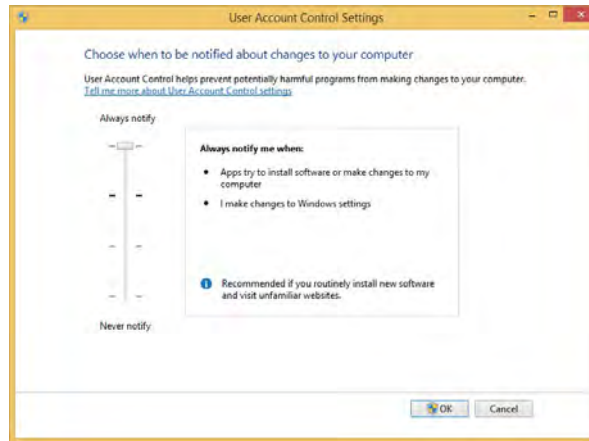 User Account Control Settings
Choose when to be notified about changes to your computer
User Account Control helps prevent potentially harmful programs from making changes to your computer.
Tell me more about User Account Control settings
Always notify
Always notify me when:
• Apps try to install software or make changes to my
computer
• I make changes to Windows settings
Recommended if you routinely install new software
and visit unfamiliar websites.
Never notify
OK
Cancel